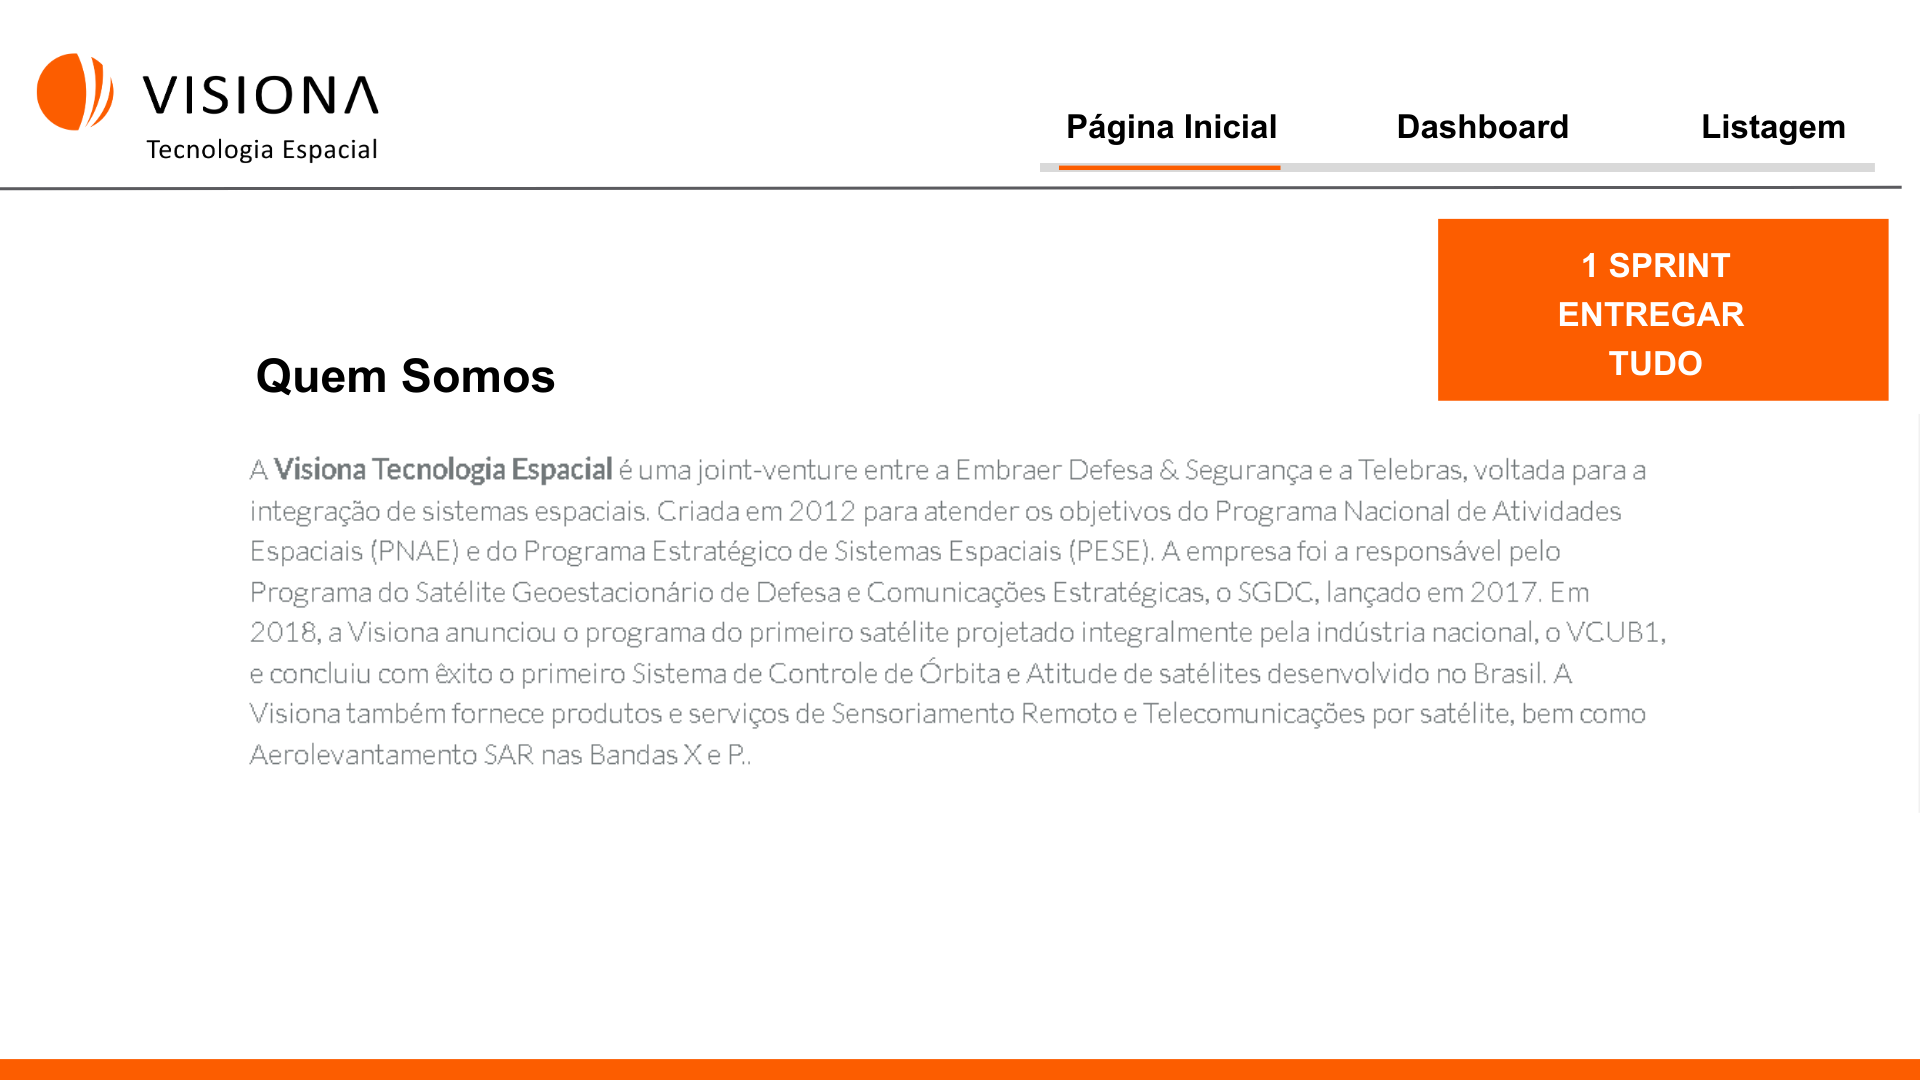 VISIONA
Tecnologia Espacial
Página Inicial
Dashboard
Listagem
1 SPRINT
ENTREGAR
TUDO
Quem Somos
A Visiona Tecnologia Espacial é uma joint-venture entre a Embraer Defesa & Segurança e a Telebras, voltada para a
integração de sistemas espaciais. Criada em 2012 para atender os objetivos do Programa Nacional de Atividades
Espaciais (PNAE) e do Programa Estratégico de Sistemas Espaciais (PESE). A empresa foi a responsável pelo
Programa do Satélite Geoestacionário de Defesa e Comunicações Estratégicas, o SGDC, lançado em 2017. Em
2018, a Visiona anunciou o programa do primeiro satélite projetado integralmente pela indústria nacional, o VCUB1,
e concluiu com êxito o primeiro Sistema de Controle de Órbita e Atitude de satélites desenvolvido no Brasil. A
Visiona também fornece produtos e serviços de Sensoriamento Remoto e Telecomunicações por satélite, bem como
Aerolevantamento SAR nas Bandas X e P..